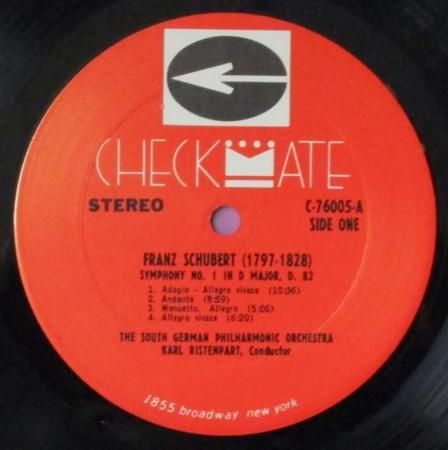 CHECKMATE
STEREO
C-76005-A
SIDE ONE
FRANZ SCHUBERT (1797-1828)
SYMPHONY NO. 1 IN D MAJOR, D. 82
1. Adagio - Allegro vivace (10:36)
2. Andante (8:59)
3. Menuetto. Allegro (5:06)
4. Allegro vivace (6:20)
THE SOUTH GERMAN PHILHARMONIC ORCHESTRA
KARL RISTENPART, Conductor
1855 broadway new york